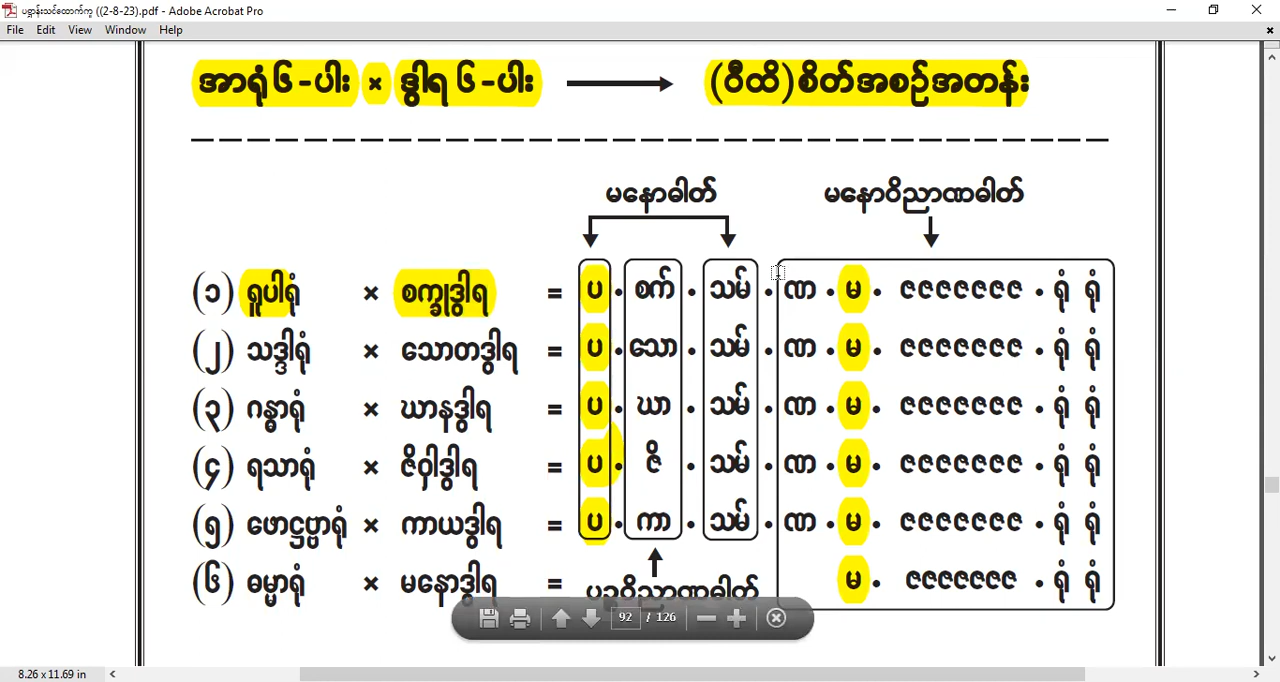 ပဋ္ဌာန်းသင်ထောက်ကူ ((2-8-23).pdf - Adobe Acrobat Pro
File Edit View Window Help
အာရုံ ၆-ပါး × ဒွါရ ၆-ပါး → (ဝီထိ) စိတ်အစဉ်အတန်း
မနောဓါတ် မနောဝိညာဏဓါတ်
(၁) ရူပါရုံ × စက္ခုဒွါရ = ပ . စက် . သမ် . ဏ . မ . ဇဇဇဇဇဇဇ . ရုံ ရုံ
(၂) သဒ္ဒါရုံ × သောတဒွါရ = ပ . သော . သမ် . ဏ . မ . ဇဇဇဇဇဇဇ . ရုံ ရုံ
(၃) ဂန္ဓာရုံ × ဃာနဒွါရ = ပ . ဃာ . သမ် . ဏ . မ . ဇဇဇဇဇဇဇ . ရုံ ရုံ
(၄) ရသာရုံ × ဇိဝှါဒွါရ = ပ . ဇိ . သမ် . ဏ . မ . ဇဇဇဇဇဇဇ . ရုံ ရုံ
(၅) ဖောဋ္ဌဗ္ဗာရုံ × ကာယဒွါရ = ပ . ကာ . သမ် . ဏ . မ . ဇဇဇဇဇဇဇ . ရုံ ရုံ
(၆) ဓမ္မာရုံ × မနောဒွါရ = မ . ဇဇဇဇဇဇဇ . ရုံ ရုံ
ပဉ္စဝိညာဏဓါတ်
92 / 126
8.26 x 11.69 in